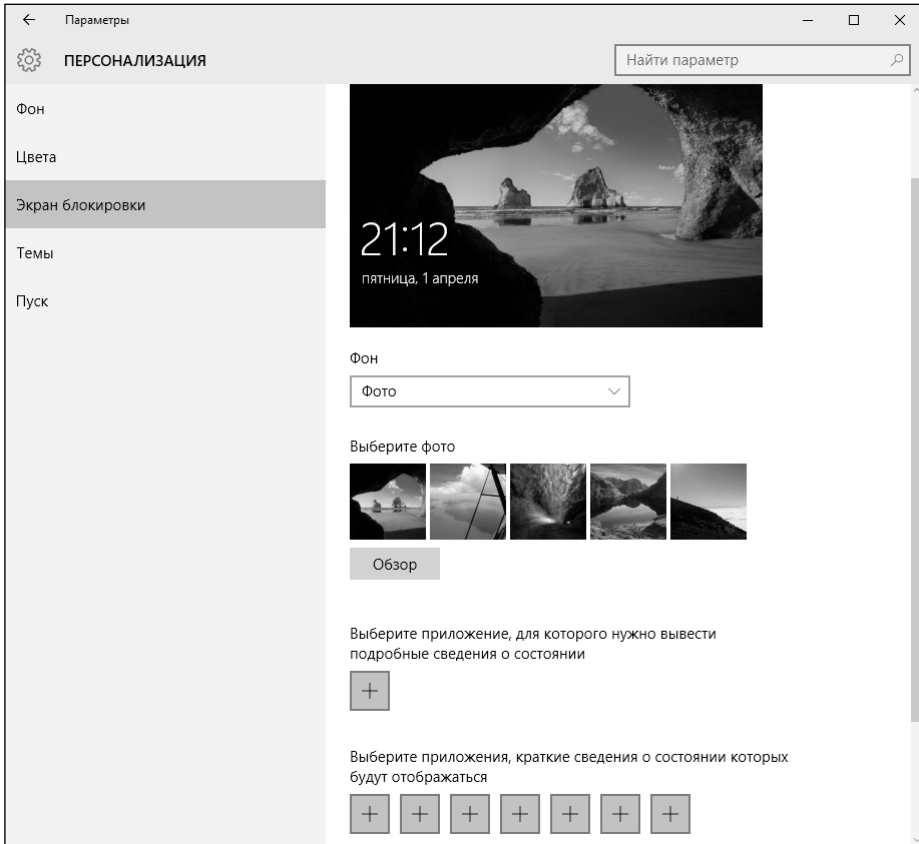 Параметры
ПЕРСОНАЛИЗАЦИЯ
Найти параметр
Фон
Цвета
Экран блокировки
Темы
Пуск
21:12
пятница, 1 апреля
Фон
Фото
Выберите фото
Обзор
Выберите приложение, для которого нужно вывести
подробные сведения о состоянии
Выберите приложения, краткие сведения о состоянии которых
будут отображаться